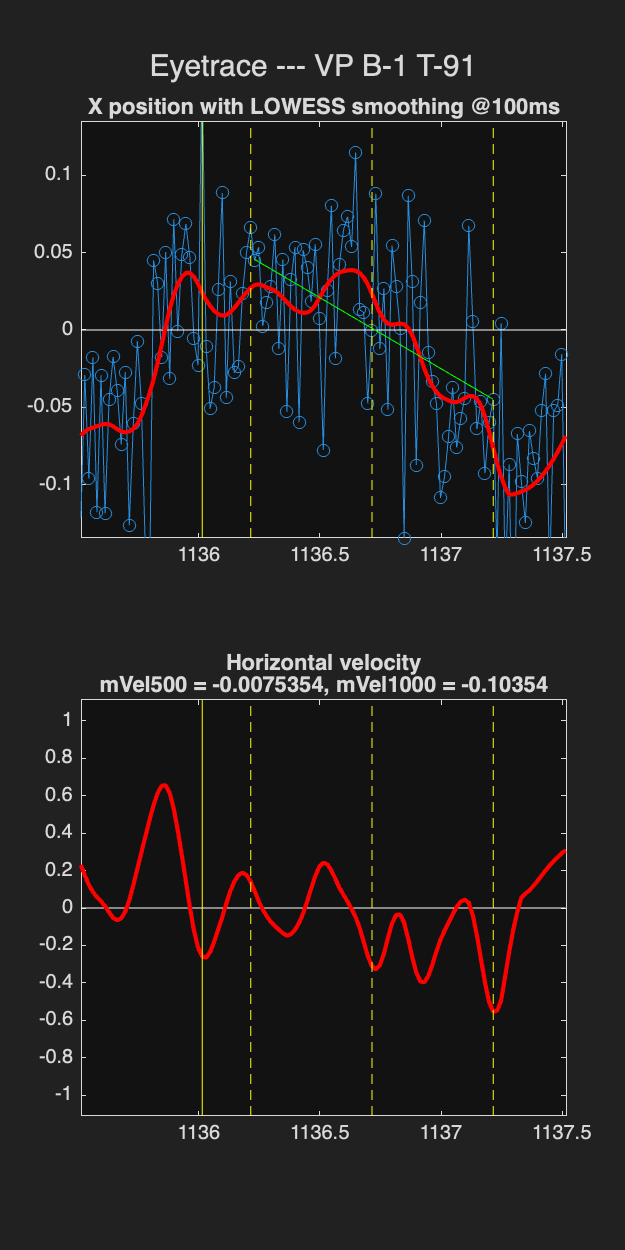 Eyetrace --- VP B-1 T-91
X position with LOWESS smoothing @100ms
0.1
0.05
0
-0.05
-0.1
1136 1136.5 1137 1137.5
Horizontal velocity
mVel500 = -0.0075354, mVel1000 = -0.10354
1
0.8
0.6
0.4
0.2
0
-0.2
-0.4
-0.6
-0.8
-1
1136 1136.5 1137 1137.5